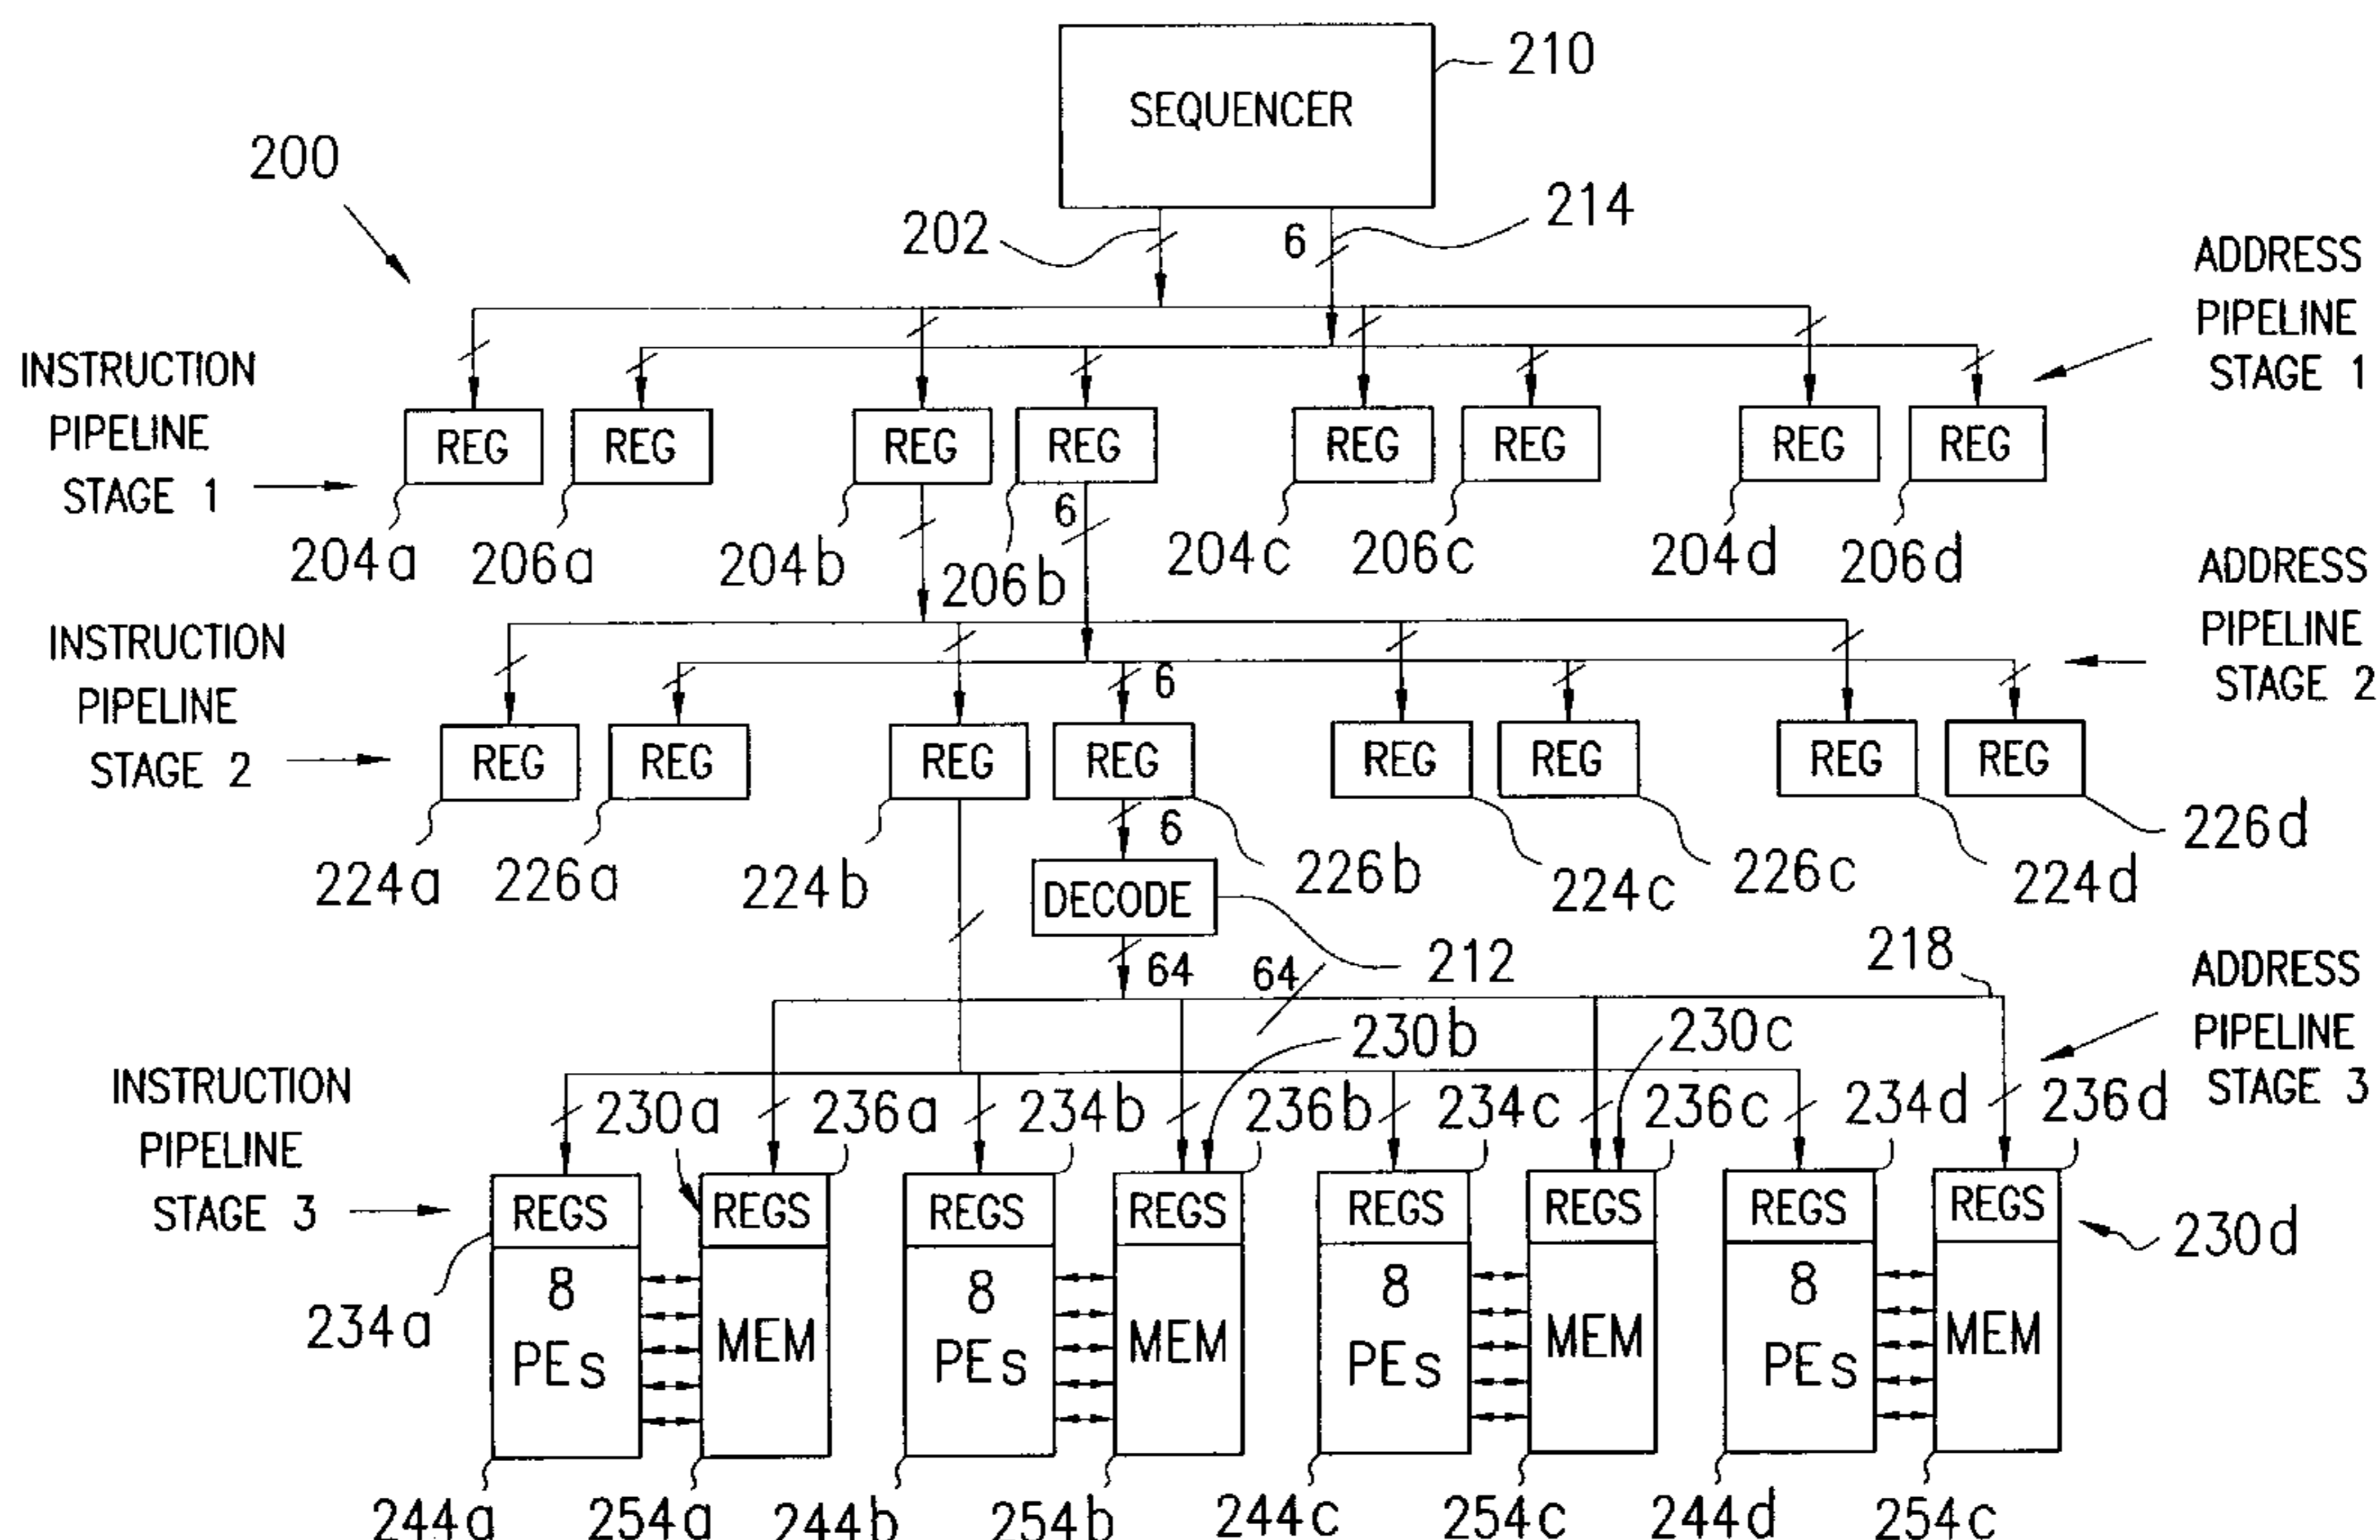 210
SEQUENCER
200
202
6
214
ADDRESS
PIPELINE
STAGE 1
INSTRUCTION
PIPELINE
STAGE 1
REG REG REG REG REG REG REG REG
6
204a 206a 204b 206b 204c 206c 204d 206d
ADDRESS
PIPELINE
STAGE 2
INSTRUCTION
PIPELINE
STAGE 2
6
REG REG REG REG REG REG REG REG
6
224a 226a 224b 226b 224c 226c 224d 226d
DECODE
212
64
64
218
ADDRESS
PIPELINE
STAGE 3
230b 230c
INSTRUCTION
PIPELINE
STAGE 3
230a 236a 234b 236b 234c 236c 234d 236d
REGS REGS REGS REGS REGS REGS REGS REGS
230d
234a
8 8 8 8
PEs MEM PEs MEM PEs MEM PEs MEM
244a 254a 244b 254b 244c 254c 244d 254c